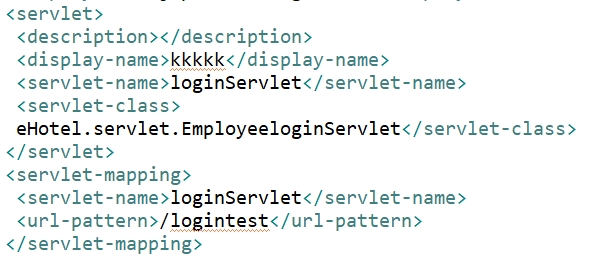 <servlet>
<description></description>
<display-name>kkkkk</display-name>
<servlet-name>loginServlet</servlet-name>
<servlet-class>
eHotel.servlet.EmployeeloginServlet</servlet-class>
</servlet>
<servlet-mapping>
<servlet-name>loginServlet</servlet-name>
<url-pattern>/logintest</url-pattern>
</servlet-mapping>